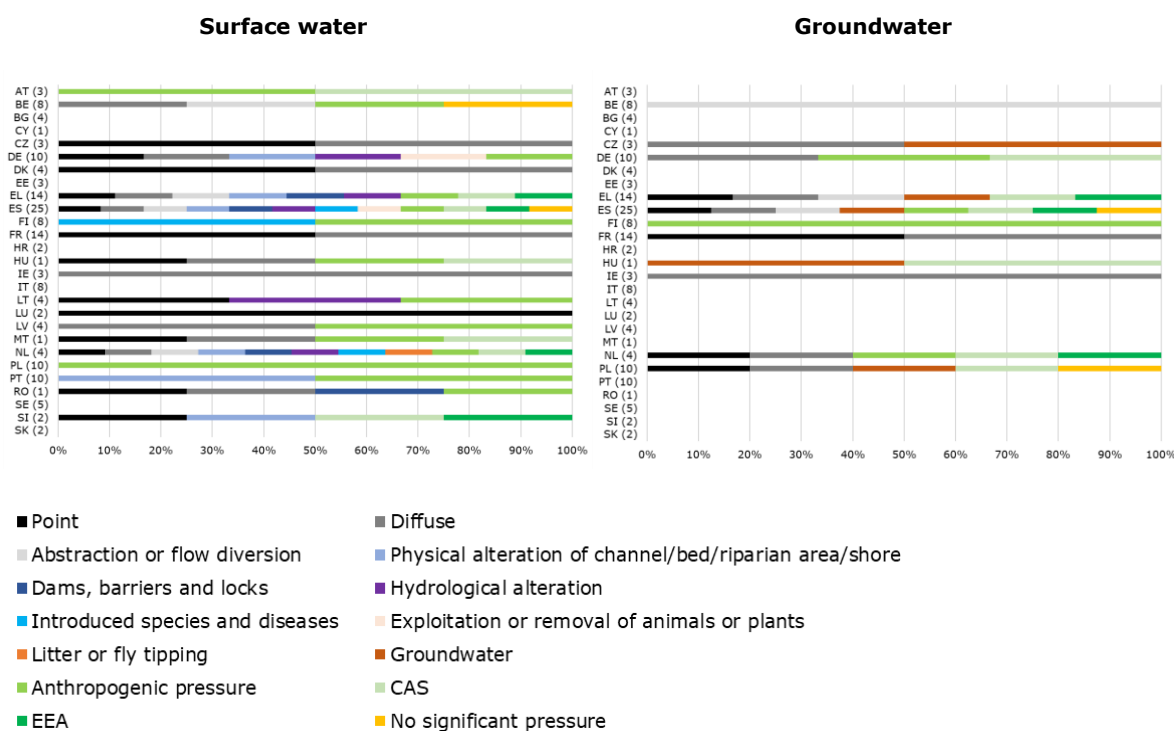 Surface water
Groundwater
AT (3)
BE (8)
BG (4)
CY (1)
CZ (3)
DE (10)
DK (4)
EE (3)
EL (14)
ES (25)
FI (8)
FR (14)
HR (2)
HU (1)
IE (3)
IT (8)
LT (4)
LU (2)
LV (4)
MT (1)
NL (4)
PL (10)
PT (10)
RO (1)
SE (5)
SI (2)
SK (2)
0% 10% 20% 30% 40% 50% 60% 70% 80% 90% 100%
AT (3)
BE (8)
BG (4)
CY (1)
CZ (3)
DE (10)
DK (4)
EE (3)
EL (14)
ES (25)
FI (8)
FR (14)
HR (2)
HU (1)
IE (3)
IT (8)
LT (4)
LU (2)
LV (4)
MT (1)
NL (4)
PL (10)
PT (10)
RO (1)
SE (5)
SI (2)
SK (2)
0% 10% 20% 30% 40% 50% 60% 70% 80% 90% 100%
Point
Diffuse
Abstraction or flow diversion
Physical alteration of channel/bed/riparian area/shore
Dams, barriers and locks
Hydrological alteration
Introduced species and diseases
Exploitation or removal of animals or plants
Litter or fly tipping
Groundwater
Anthropogenic pressure
CAS
EEA
No significant pressure